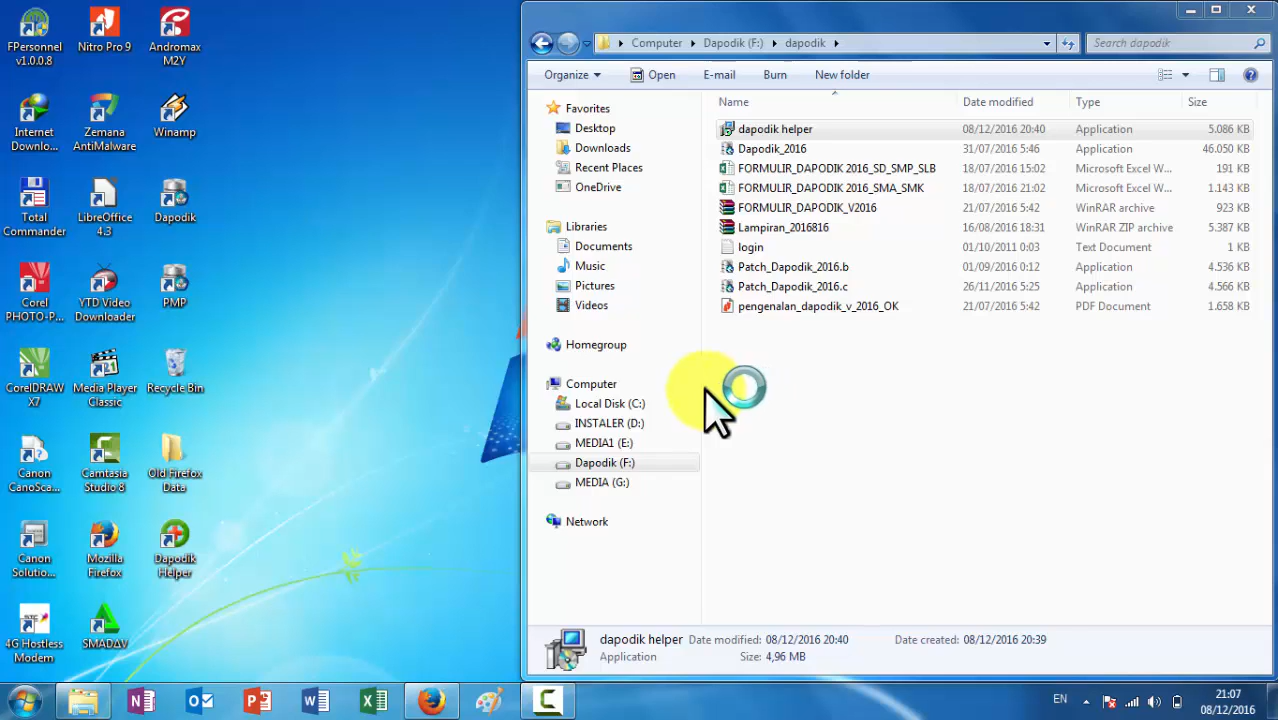 FPersonnel
v1.0.0.8
Nitro Pro 9
Andromax
M2Y
Internet
Downlo...
Zemana
AntiMalware
Winamp
Total
Commander
LibreOffice
4.3
Dapodik
Corel
PHOTO-P...
YTD Video
Downloader
PMP
CorelDRAW
X7
Media Player
Classic
Recycle Bin
Canon
CanoSca...
Camtasia
Studio 8
Old Firefox
Data
Canon
Solutio...
Mozilla
Firefox
Dapodik
Helper
4G Hostless
Modem
SMADAV
Computer
Dapodik (F:)
dapodik
Search dapodik
Organize
Open
E-mail
Burn
New folder
Favorites
Desktop
Downloads
Recent Places
OneDrive
Libraries
Documents
Music
Pictures
Videos
Homegroup
Computer
Local Disk (C:)
INSTALER (D:)
MEDIA1 (E:)
Dapodik (F:)
MEDIA (G:)
Network
Name Date modified Type Size
dapodik helper 08/12/2016 20:40 Application 5.086 KB
Dapodik_2016 31/07/2016 5:46 Application 46.050 KB
FORMULIR_DAPODIK 2016_SD_SMP_SLB 18/07/2016 15:02 Microsoft Excel W... 191 KB
FORMULIR_DAPODIK 2016_SMA_SMK 18/07/2016 21:02 Microsoft Excel W... 1.143 KB
FORMULIR_DAPODIK_V2016 21/07/2016 5:42 WinRAR archive 923 KB
Lampiran_2016816 16/08/2016 18:31 WinRAR ZIP archive 5.387 KB
login 01/10/2011 0:03 Text Document 1 KB
Patch_Dapodik_2016.b 01/09/2016 0:12 Application 4.536 KB
Patch_Dapodik_2016.c 26/11/2016 5:25 Application 4.566 KB
pengenalan_dapodik_v_2016_OK 21/07/2016 5:42 PDF Document 1.658 KB
dapodik helper Date modified: 08/12/2016 20:40 Date created: 08/12/2016 20:39
Application Size: 4,96 MB
EN
21:07
08/12/2016